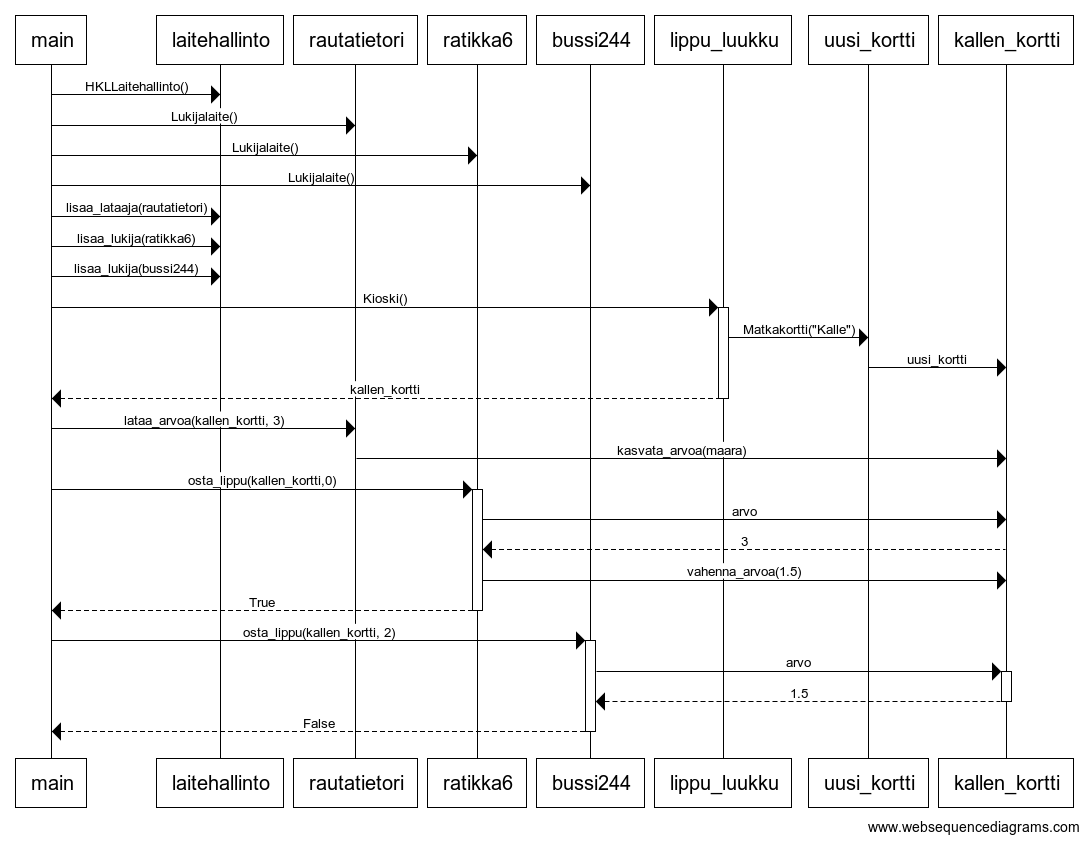 main laitehallinto rautatietori ratikka6 bussi244 lippu_luukku uusi_kortti kallen_kortti
HKLLaitehallinto()
Lukijalaite()
Lukijalaite()
Lukijalaite()
lisaa_lataaja(rautatietori)
lisaa_lukija(ratikka6)
lisaa_lukija(bussi244)
Kioski()
Matkakortti("Kalle")
uusi_kortti
kallen_kortti
lataa_arvoa(kallen_kortti, 3)
kasvata_arvoa(maara)
osta_lippu(kallen_kortti,0)
arvo
3
vahenna_arvoa(1.5)
True
osta_lippu(kallen_kortti, 2)
arvo
1.5
False
main laitehallinto rautatietori ratikka6 bussi244 lippu_luukku uusi_kortti kallen_kortti
www.websequencediagrams.com